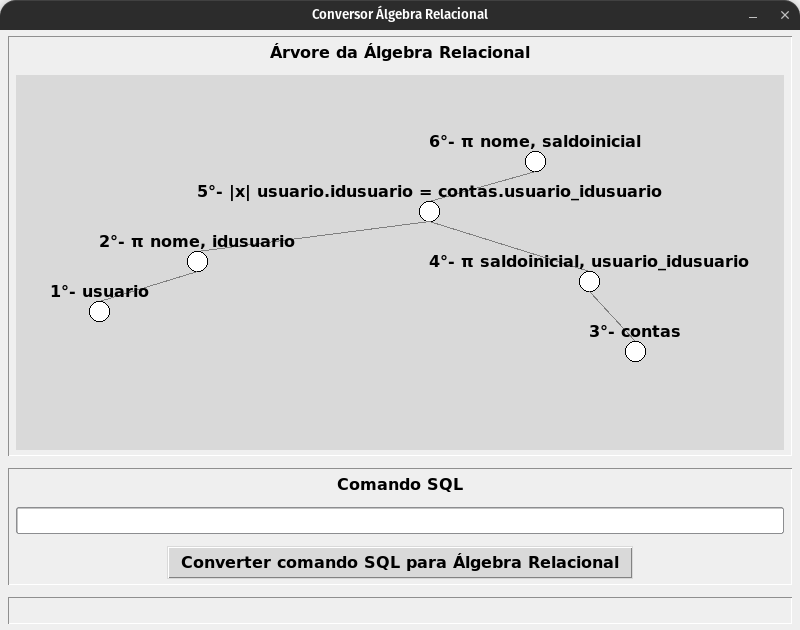 Conversor Álgebra Relacional
Árvore da Álgebra Relacional
6°- π nome, saldoinicial
5°- |x| usuario.idusuario = contas.usuario_idusuario
2°- π nome, idusuario
4°- π saldoinicial, usuario_idusuario
1°- usuario
3°- contas
Comando SQL
Converter comando SQL para Álgebra Relacional